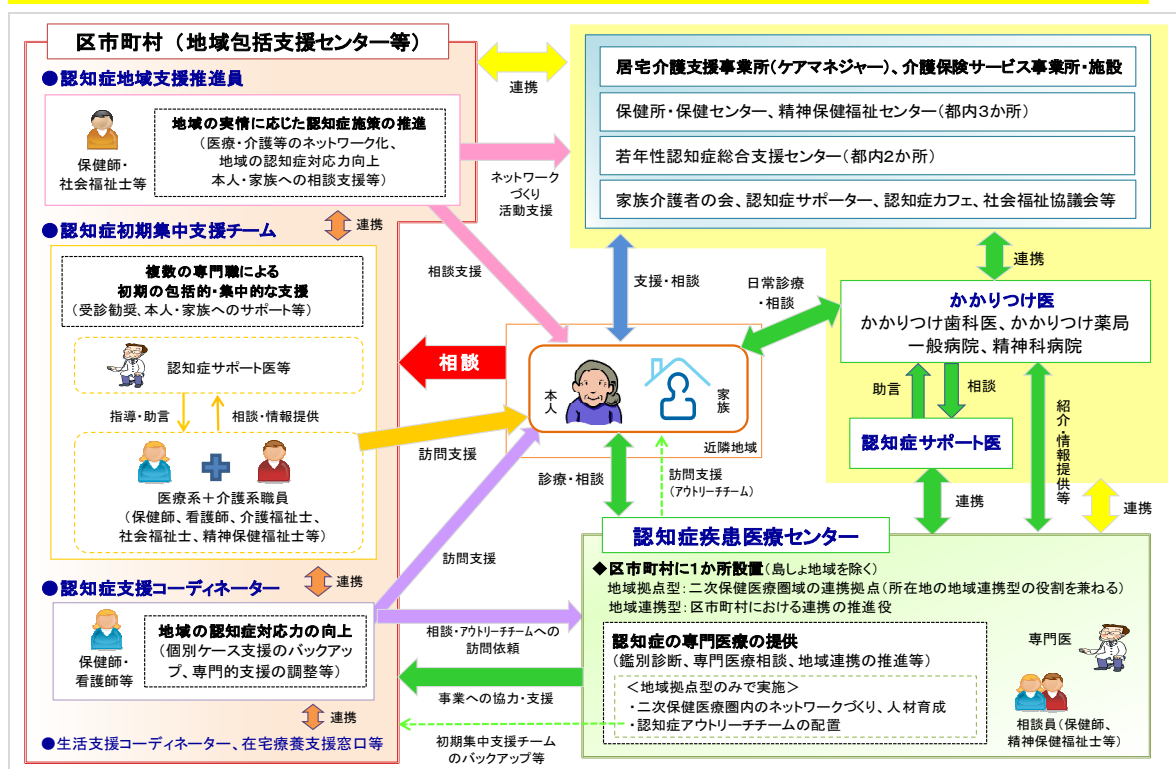 区市町村（地域包括支援センター等）
●認知症地域支援推進員
保健師・
社会福祉士等
地域の実情に応じた認知症施策の推進
（医療・介護等のネットワーク化、
地域の認知症対応力向上
本人・家族への相談支援等）
連携
●認知症初期集中支援チーム
複数の専門職による
初期の包括的・集中的な支援
（受診勧奨、本人・家族へのサポート等）
認知症サポート医等
指導・助言
相談・情報提供
医療系＋介護系職員
（保健師、看護師、介護福祉士、
社会福祉士、精神保健福祉士等）
連携
●認知症支援コーディネーター
保健師・
看護師等
地域の認知症対応力の向上
（個別ケース支援のバックアッ
プ、専門的支援の調整等）
連携
●生活支援コーディネーター、在宅療養支援窓口等
連携
ネットワーク
づくり
活動支援
相談支援
相談
訪問支援
訪問支援
相談・アウトリーチチームへの
訪問依頼
事業への協力・支援
初期集中支援チーム
のバックアップ等
居宅介護支援事業所（ケアマネジャー）、介護保険サービス事業所・施設
保健所・保健センター、精神保健福祉センター（都内３か所）
若年性認知症総合支援センター（都内２か所）
家族介護者の会、認知症サポーター、認知症カフェ、社会福祉協議会等
支援・相談
日常診療
・相談
連携
本人
家族
近隣地域
かかりつけ医
かかりつけ歯科医、かかりつけ薬局
一般病院、精神科病院
助言
相談
認知症サポート医
紹介・情報提供等
連携
連携
診療・相談
訪問支援
（アウトリーチチーム）
認知症疾患医療センター
◆区市町村に１か所設置（島しょ地域を除く）
地域拠点型：二次保健医療圏域の連携拠点（所在地の地域連携型の役割を兼ねる）
地域連携型：区市町村における連携の推進役
認知症の専門医療の提供
（鑑別診断、専門医療相談、地域連携の推進等）
＜地域拠点型のみで実施＞
・二次保健医療圏内のネットワークづくり、人材育成
・認知症アウトリーチチームの配置
専門医
相談員（保健師、
精神保健福祉士等）